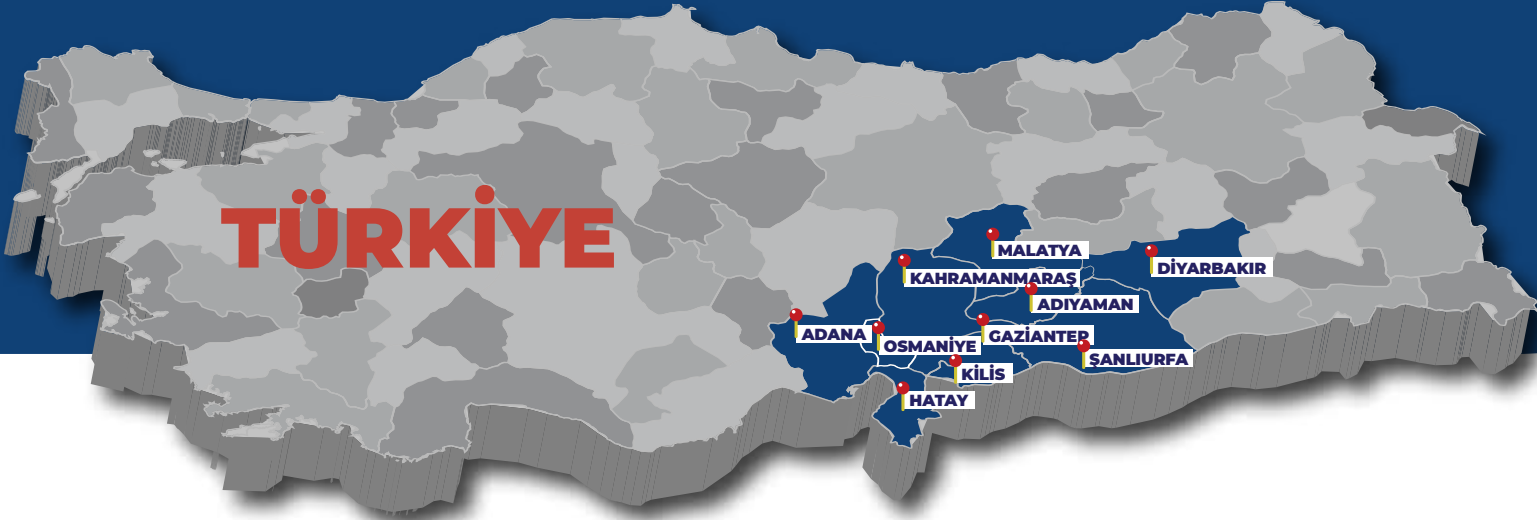 TÜRKİYE
MALATYA
DİYARBAKIR
KAHRAMANMARAŞ
ADIYAMAN
ADANA
OSMANİYE
GAZİANTEP
ŞANLIURFA
KİLİS
HATAY